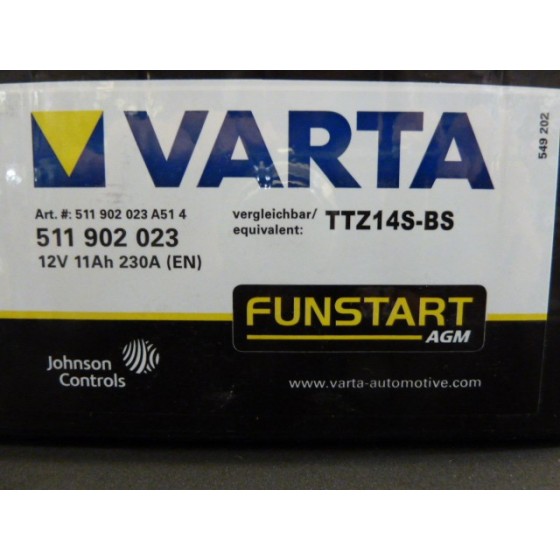 VARTA
549 202
Art. #: 511 902 023 A51 4
511 902 023
12V 11Ah 230A (EN)
vergleichbar/
equivalent:
TTZ14S-BS
FUNSTART
AGM
Johnson
Controls
www.varta-automotive.com